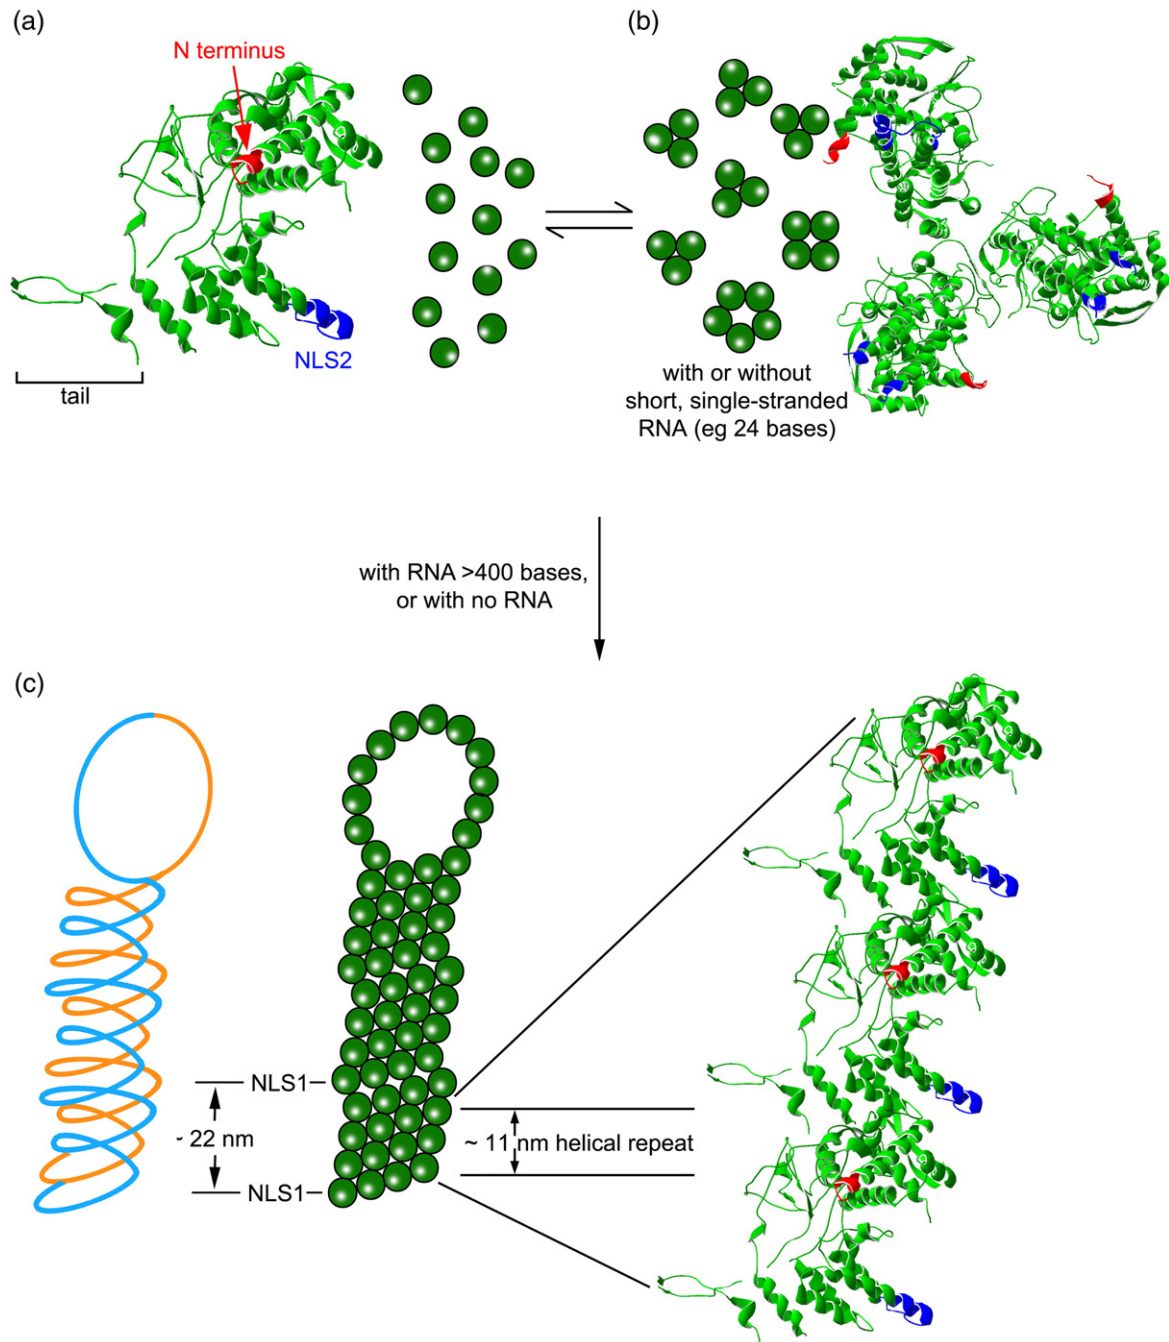 (a)
N terminus
NLS2
tail
(b)
with or without
short, single-stranded
RNA (eg 24 bases)
with RNA >400 bases,
or with no RNA
(c)
NLS1
~ 22 nm
NLS1
~ 11 nm helical repeat